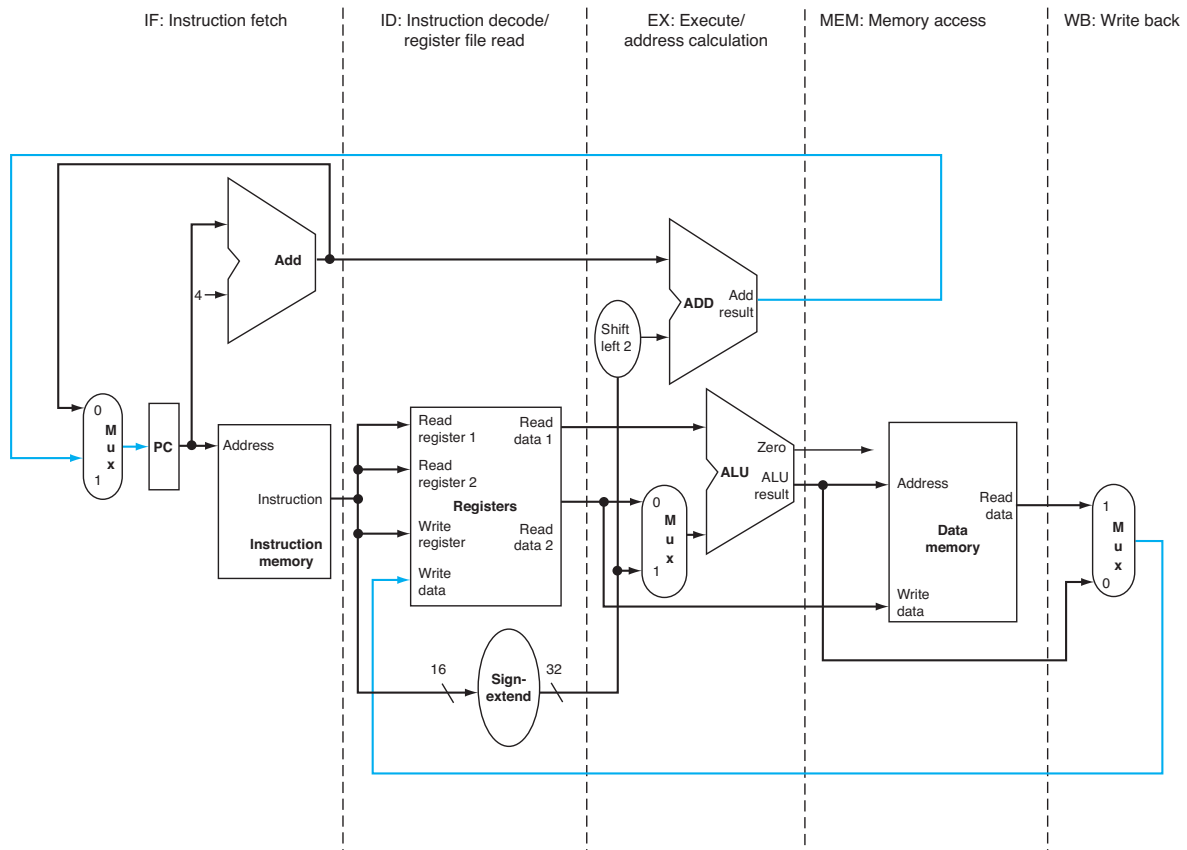 IF: Instruction fetch
ID: Instruction decode/
register file read
EX: Execute/
address calculation
MEM: Memory access
WB: Write back
Add
4
ADD
Add
result
Shift
left 2
0
M
u
x
1
PC
Address
Instruction
Instruction
memory
Read
register 1
Read
register 2
Registers
Write
register
Write
data
Read
data 1
Read
data 2
0
M
u
x
1
Zero
ALU
ALU
result
Address
Read
data
Data
memory
Write
data
1
M
u
x
0
16
Sign-
extend
32